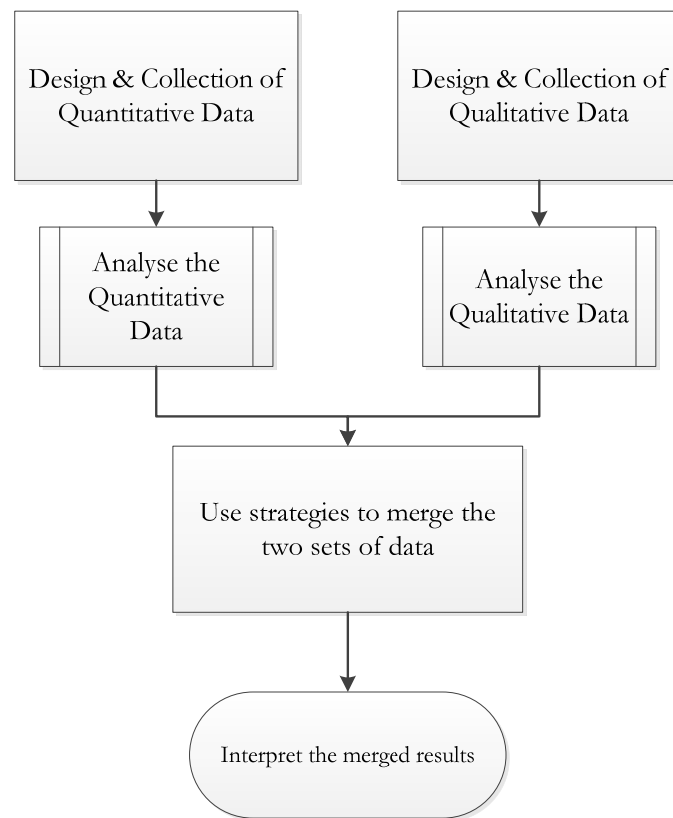 Design & Collection of
Quantitative Data
Design & Collection of
Qualitative Data
Analyse the
Quantitative
Data
Analyse the
Qualitative Data
Use strategies to merge the
two sets of data
Interpret the merged results